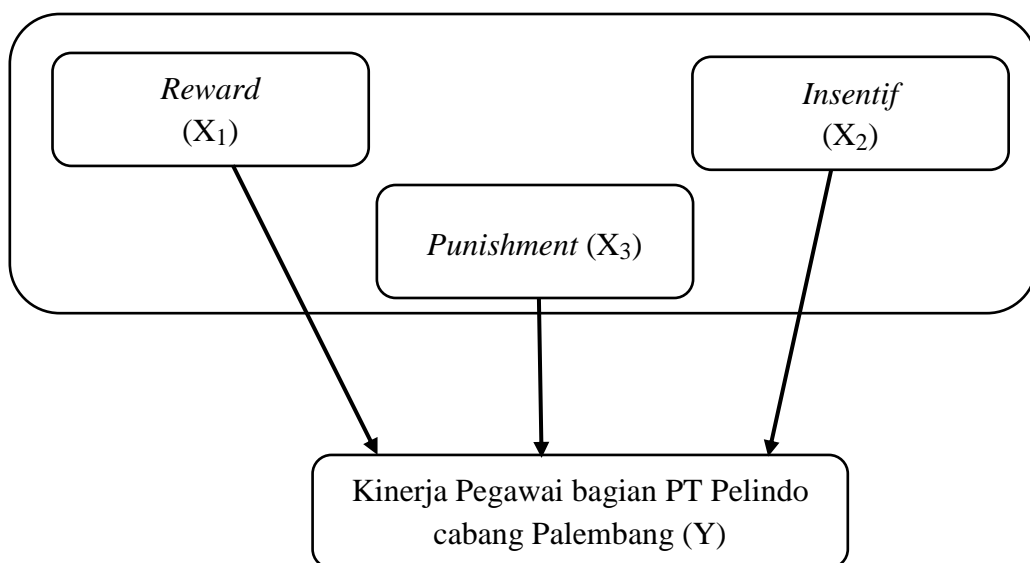 Reward
(X₁)
Insentif
(X₂)
Punishment (X₃)
Kinerja Pegawai bagian PT Pelindo
cabang Palembang (Y)